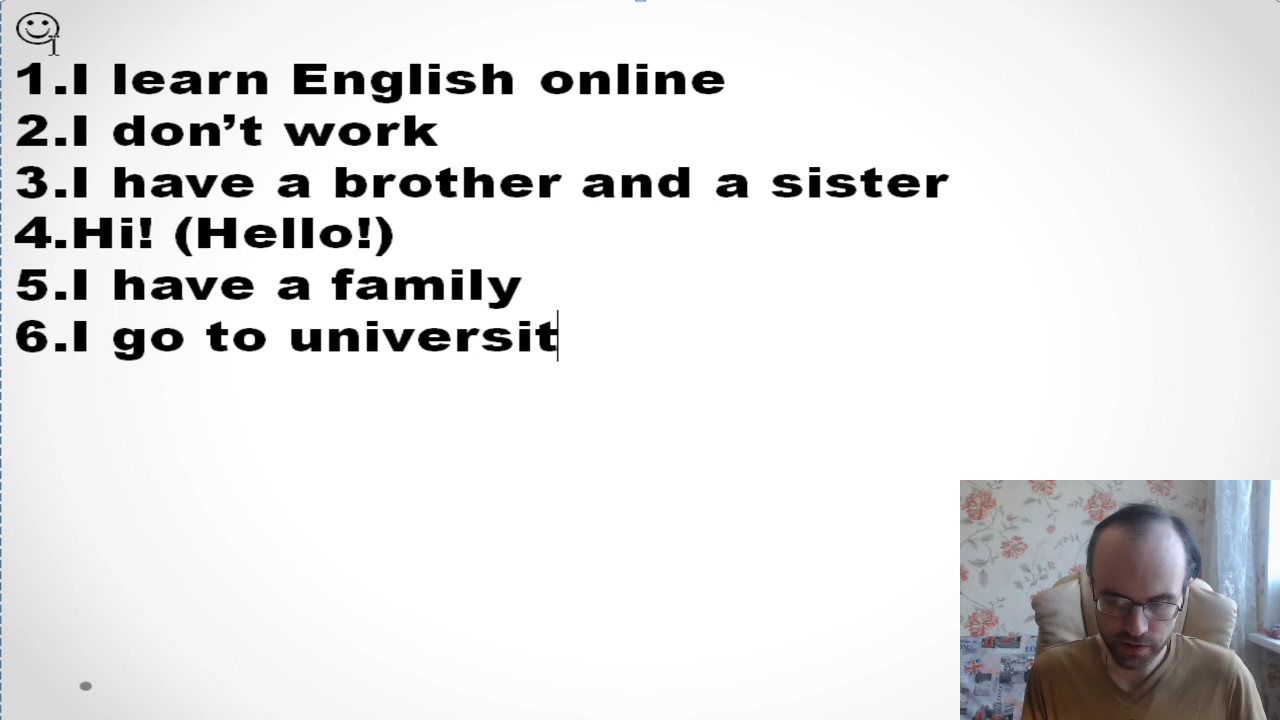 1.I learn English online
2.I don’t work
3.I have a brother and a sister
4.Hi! (Hello!)
5.I have a family
6.I go to universit